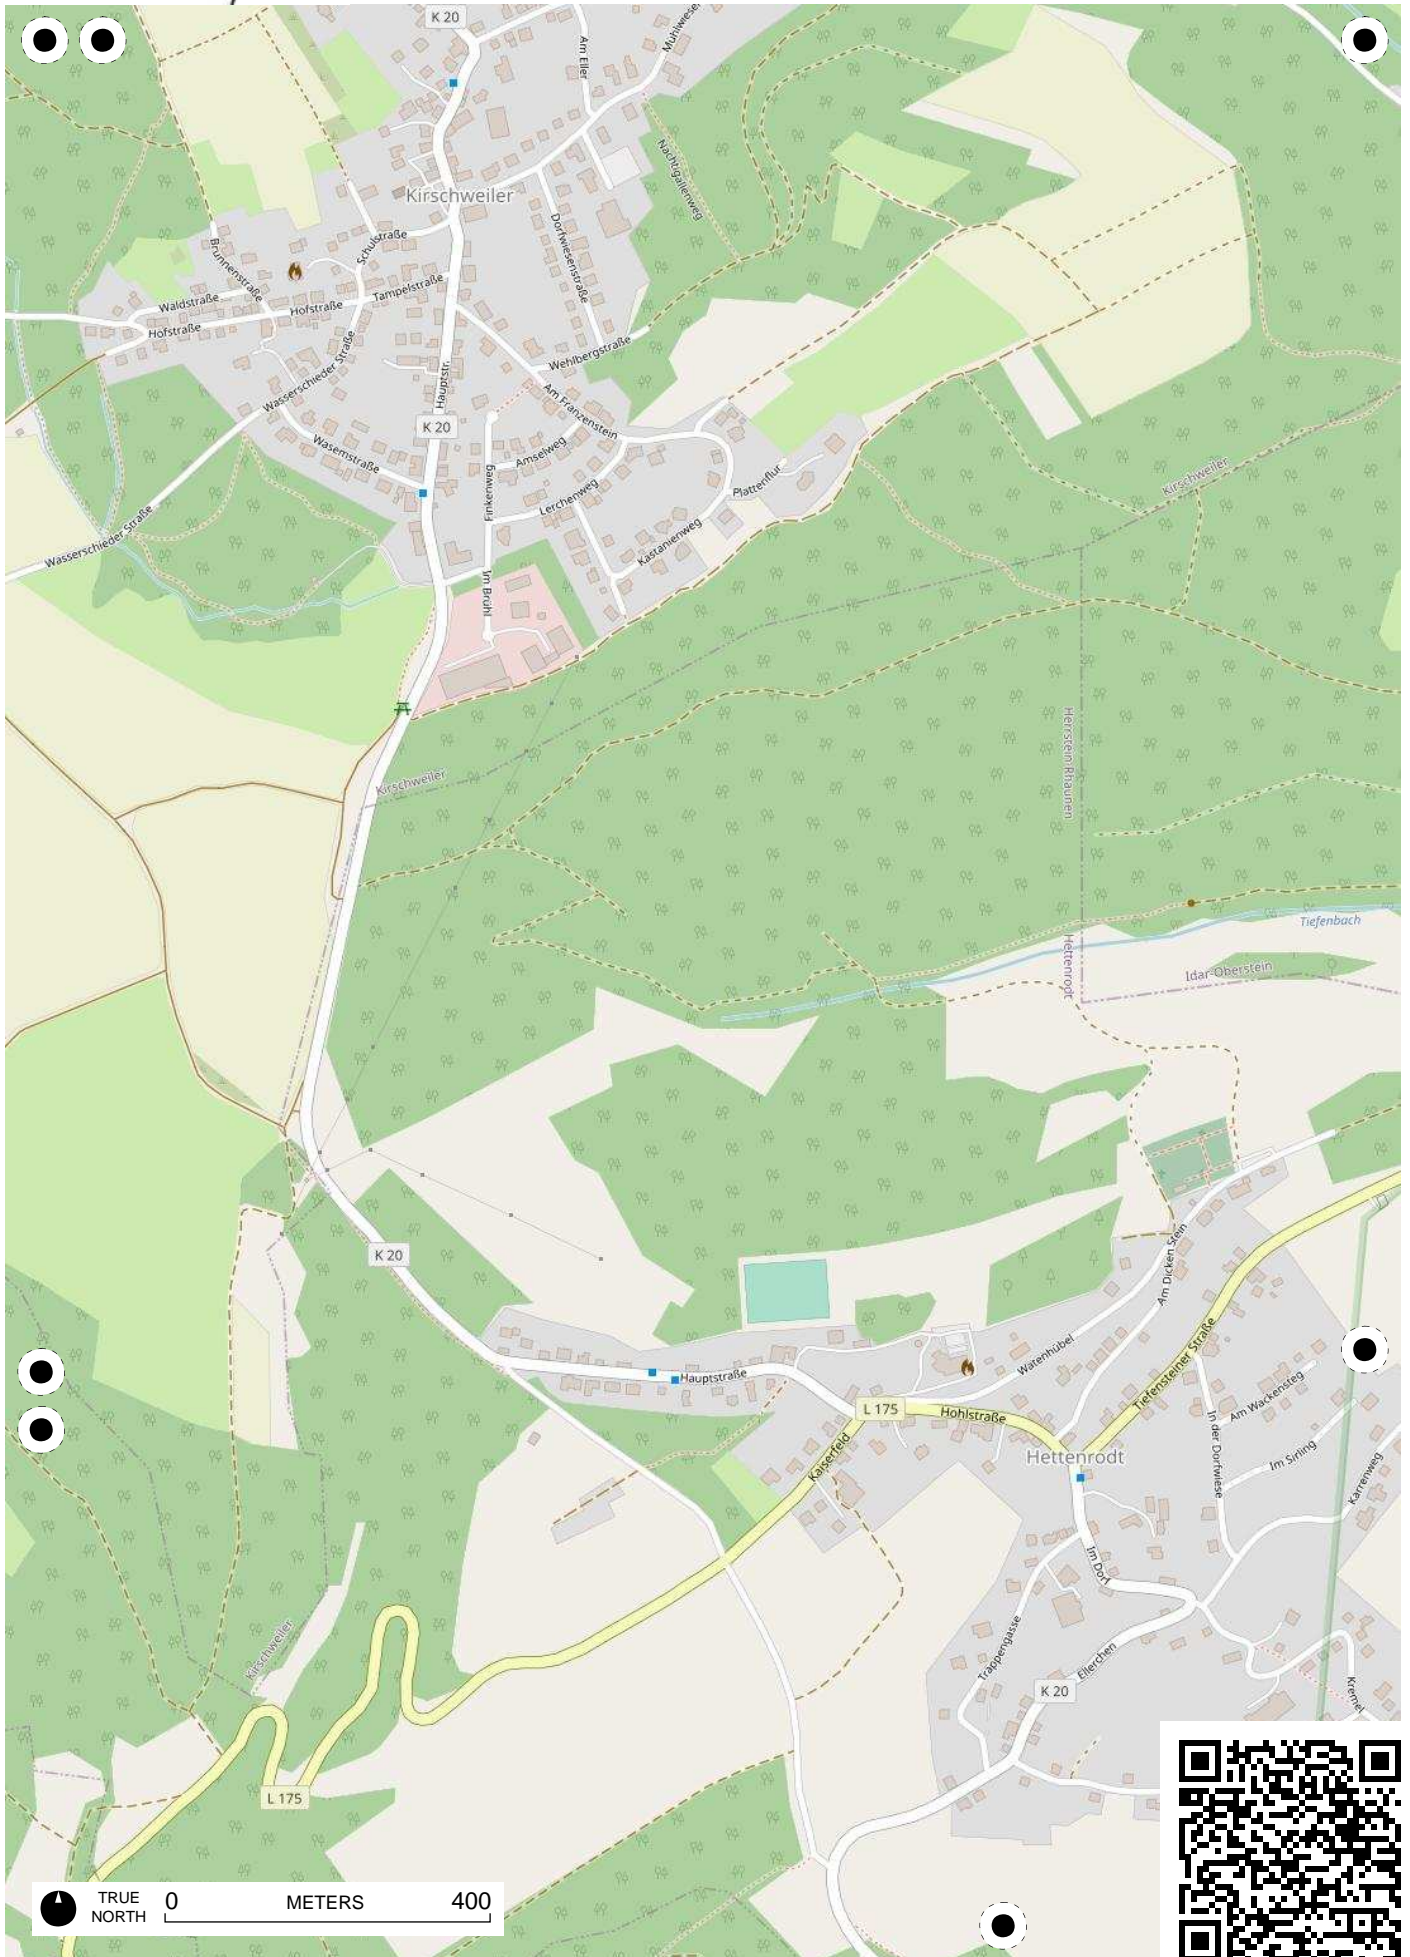 K 20
Am Eller
Nachtigallenweg
Kirschweiler
Dorfwiesenstraße
Schulstraße
Brunnenstraße
Tampelstraße
Waldstraße
Hofstraße
Hofstraße
Wehlbergstraße
Wasserschieder Straße
Hauptstr.
Am Franzenstein
K 20
Wasemstraße
Amselweg
Finkenweg
Plattenflur
Lerchenweg
Kirschweiler
Wasserschieder Straße
Kastanienweg
Im Brühl
Herrstein-Rhaunen
Kirschweiler
Tiefenbach
Hettenrodt
Idar-Oberstein
K 20
Am Dicken Stein
Tiefensteiner Straße
Watenhübel
Hauptstraße
Am Wackensteg
L 175
Hohlstraße
In der Dorfwiese
Kaiserfeld
Hettenrodt
Im Sirling
Karrenweg
Im Dorf
Trappengasse
Kirschweiler
Ellerchen
K 20
Kremel
L 175
TRUE NORTH
0 METERS 400